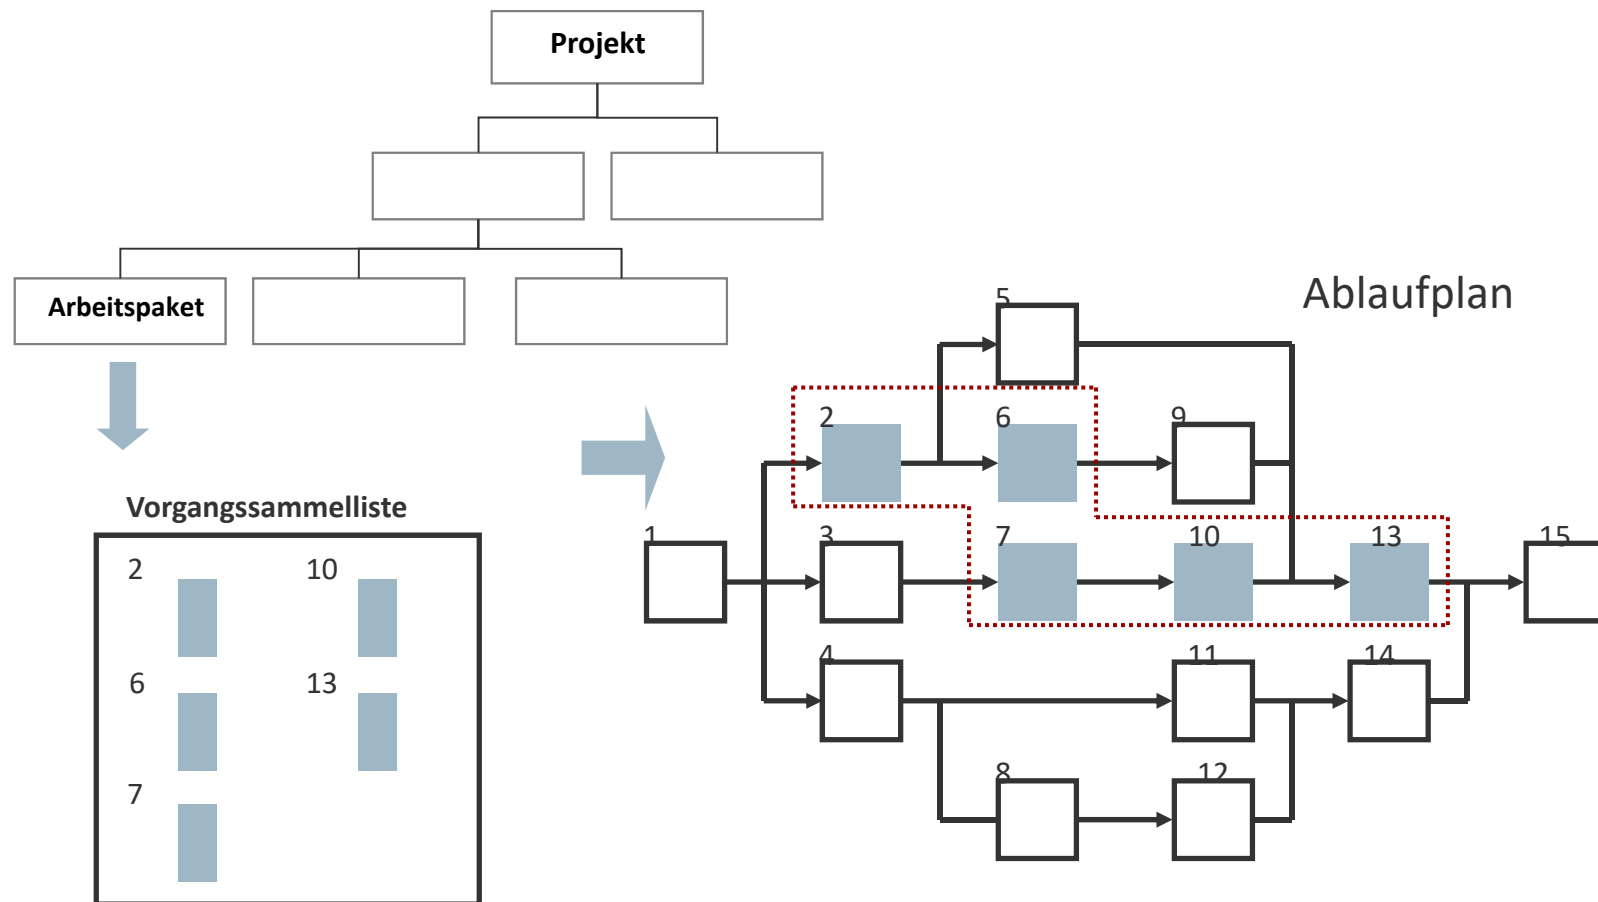 Projekt
Arbeitspaket
Vorgangssammelliste
2 10
6 13
7
Ablaufplan
5
2 6 9
1 3 7 10 13 15
4 11 14
8 12